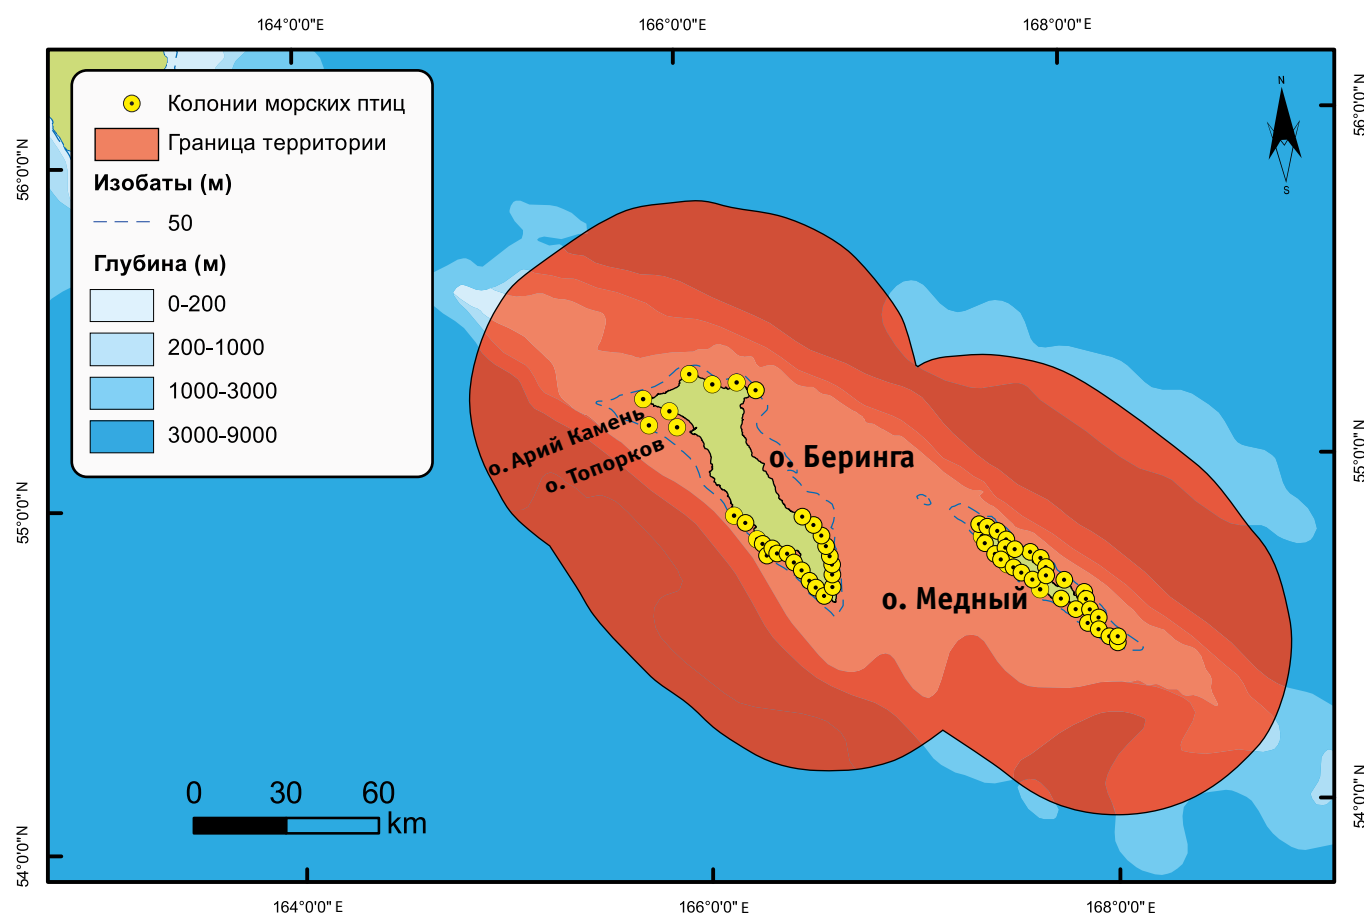 164°0'0"E
166°0'0"E
168°0'0"E
56°0'0"N
56°0'0"N
N
S
Колонии морских птиц
Граница территории
Изобаты (м)
50
Глубина (м)
0-200
200-1000
1000-3000
3000-9000
о. Арий Камень
о. Топорков
о. Беринга
о. Медный
55°0'0"N
55°0'0"N
0 30 60
km
54°0'0"N
54°0'0"N
164°0'0"E
166°0'0"E
168°0'0"E